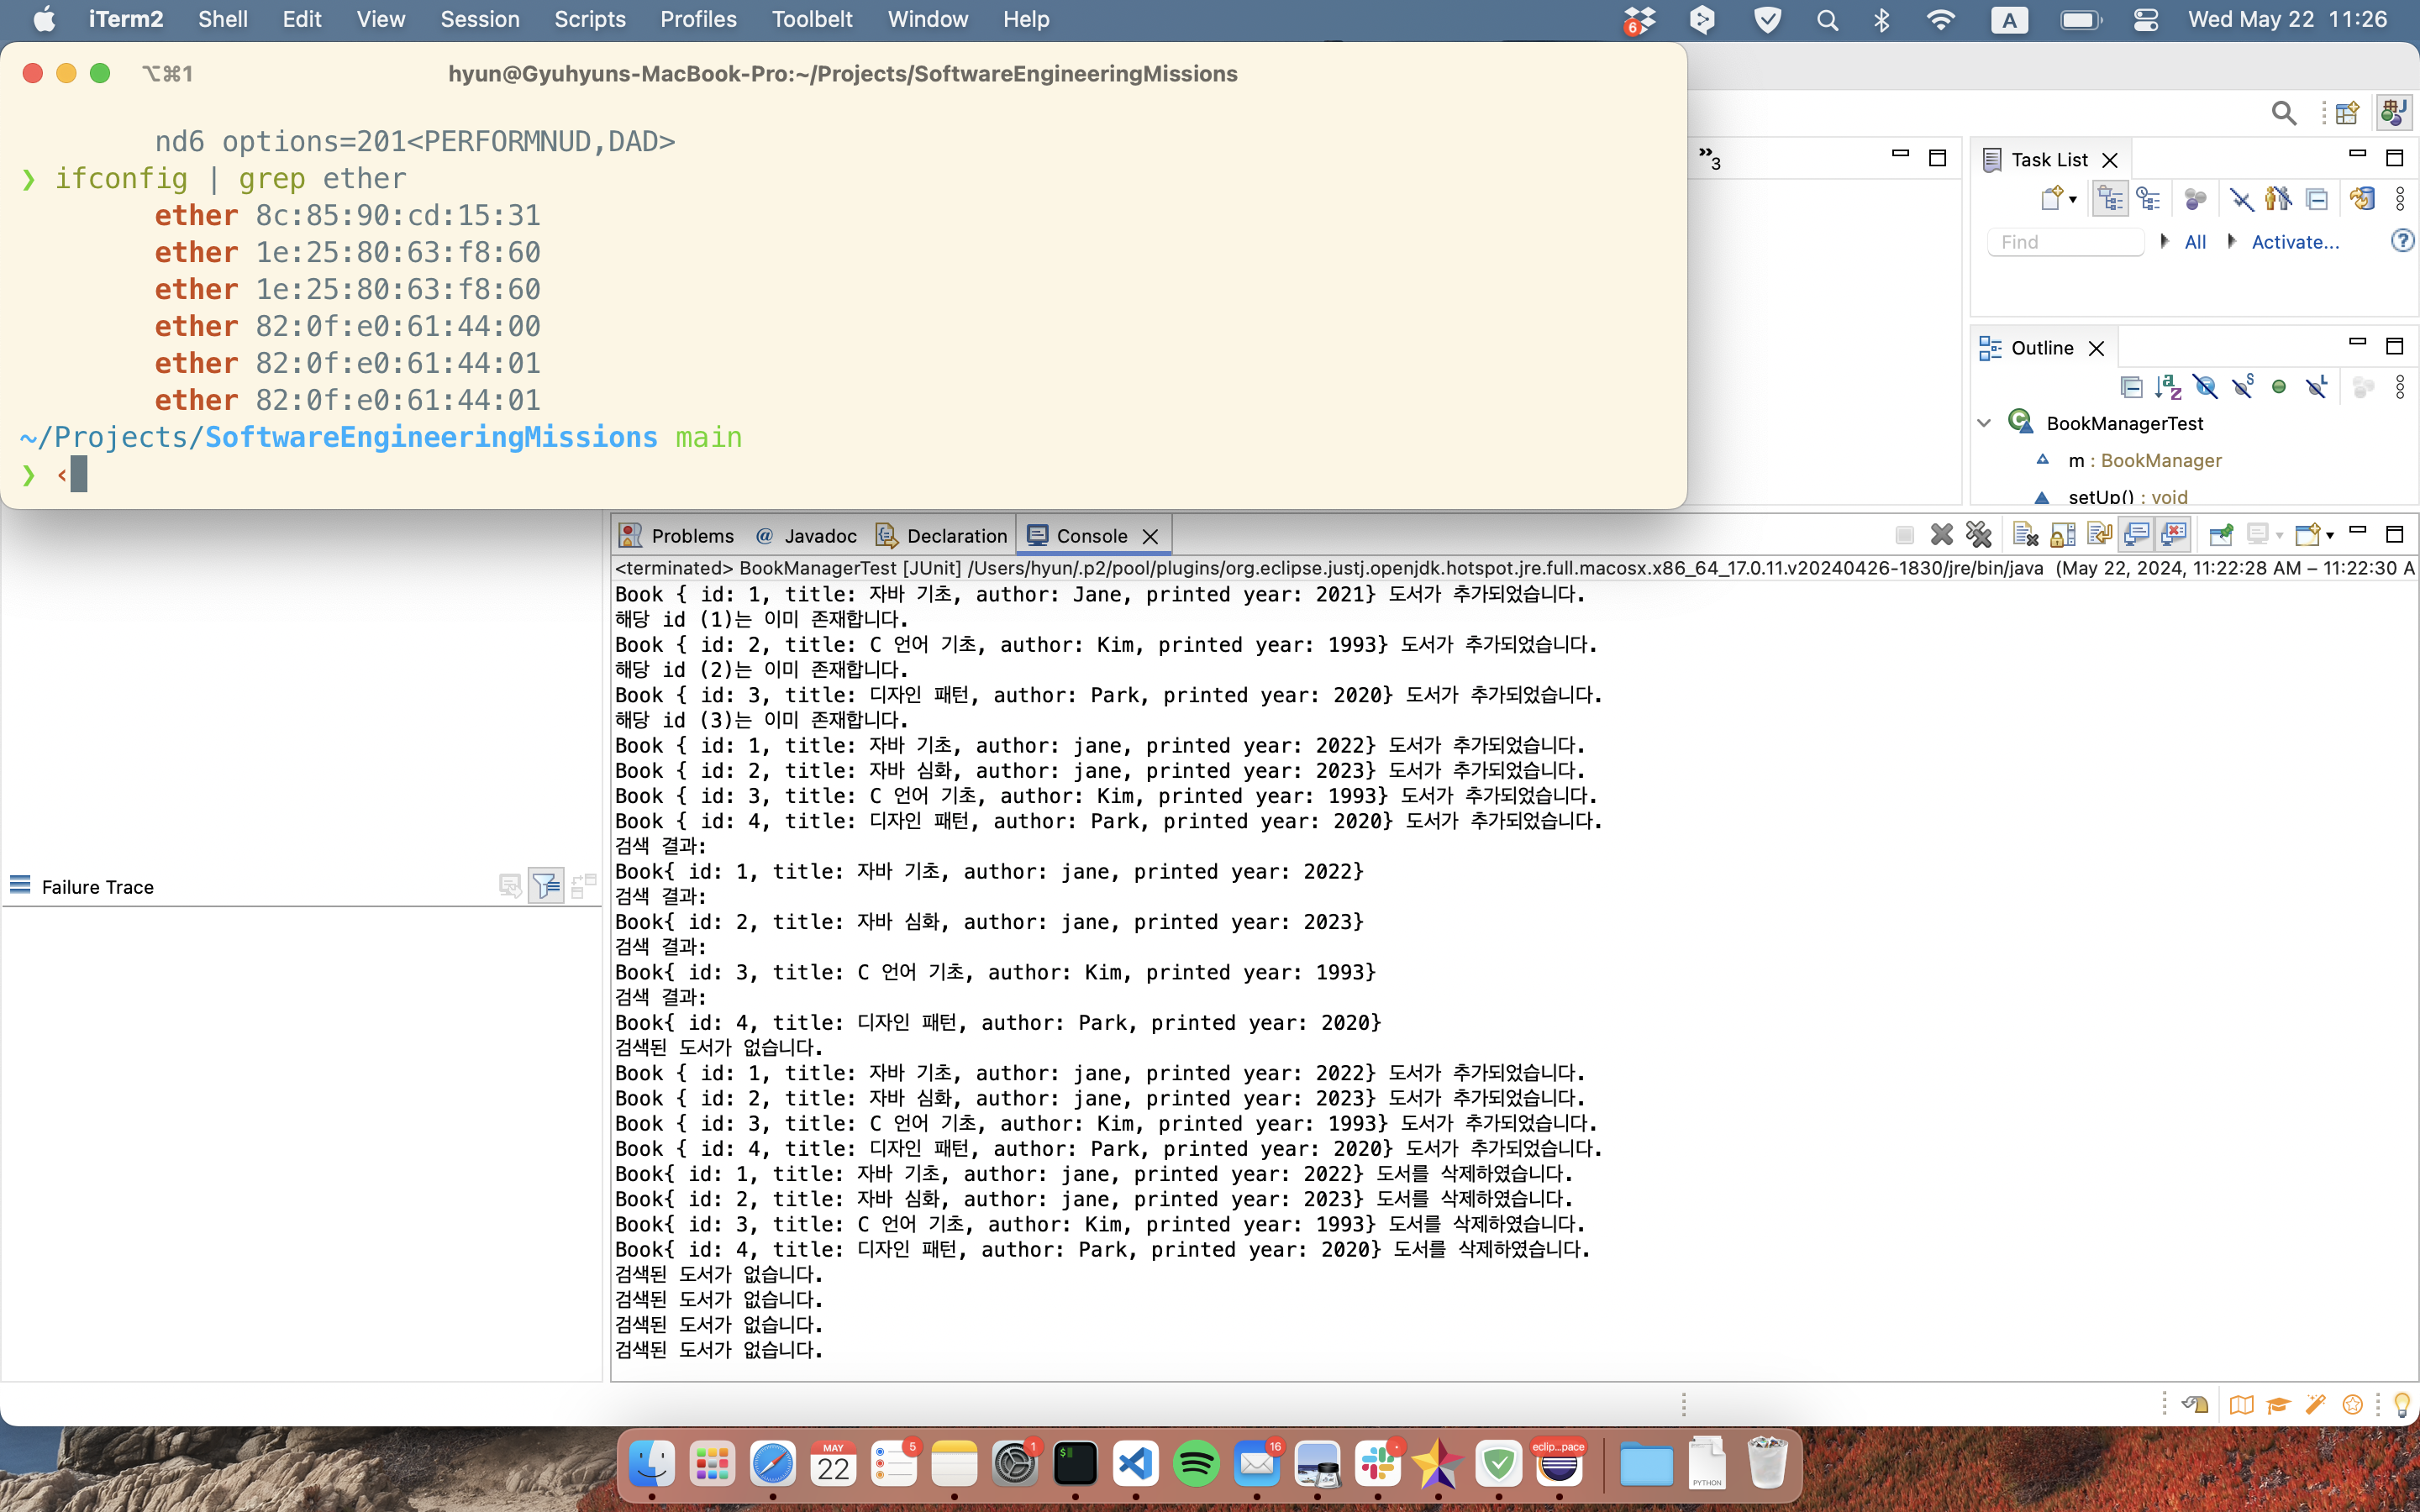 iTerm2 Shell Edit View Session Scripts Profiles Toolbelt Window Help 6 A Wed May 22 11:26
⌥⌘1 hyun@Gyuhyuns-MacBook-Pro:~/Projects/SoftwareEngineeringMissions
nd6 options=201<PERFORMNUD,DAD>
❯ ifconfig | grep ether
ether 8c:85:90:cd:15:31
ether 1e:25:80:63:f8:60
ether 1e:25:80:63:f8:60
ether 82:0f:e0:61:44:00
ether 82:0f:e0:61:44:01
ether 82:0f:e0:61:44:01
~/Projects/SoftwareEngineeringMissions main
❯ ‹
»3
Task List
Find All Activate...
Outline
BookManagerTest
m : BookManager
setUp() : void
Problems @ Javadoc Declaration Console
<terminated> BookManagerTest [JUnit] /Users/hyun/.p2/pool/plugins/org.eclipse.justj.openjdk.hotspot.jre.full.macosx.x86_64_17.0.11.v20240426-1830/jre/bin/java (May 22, 2024, 11:22:28 AM – 11:22:30 A
Book { id: 1, title: 자바 기초, author: Jane, printed year: 2021} 도서가 추가되었습니다.
해당 id (1)는 이미 존재합니다.
Book { id: 2, title: C 언어 기초, author: Kim, printed year: 1993} 도서가 추가되었습니다.
해당 id (2)는 이미 존재합니다.
Book { id: 3, title: 디자인 패턴, author: Park, printed year: 2020} 도서가 추가되었습니다.
해당 id (3)는 이미 존재합니다.
Book { id: 1, title: 자바 기초, author: jane, printed year: 2022} 도서가 추가되었습니다.
Book { id: 2, title: 자바 심화, author: jane, printed year: 2023} 도서가 추가되었습니다.
Book { id: 3, title: C 언어 기초, author: Kim, printed year: 1993} 도서가 추가되었습니다.
Book { id: 4, title: 디자인 패턴, author: Park, printed year: 2020} 도서가 추가되었습니다.
검색 결과:
Book{ id: 1, title: 자바 기초, author: jane, printed year: 2022}
검색 결과:
Book{ id: 2, title: 자바 심화, author: jane, printed year: 2023}
검색 결과:
Book{ id: 3, title: C 언어 기초, author: Kim, printed year: 1993}
검색 결과:
Book{ id: 4, title: 디자인 패턴, author: Park, printed year: 2020}
검색된 도서가 없습니다.
Book { id: 1, title: 자바 기초, author: jane, printed year: 2022} 도서가 추가되었습니다.
Book { id: 2, title: 자바 심화, author: jane, printed year: 2023} 도서가 추가되었습니다.
Book { id: 3, title: C 언어 기초, author: Kim, printed year: 1993} 도서가 추가되었습니다.
Book { id: 4, title: 디자인 패턴, author: Park, printed year: 2020} 도서가 추가되었습니다.
Book{ id: 1, title: 자바 기초, author: jane, printed year: 2022} 도서를 삭제하였습니다.
Book{ id: 2, title: 자바 심화, author: jane, printed year: 2023} 도서를 삭제하였습니다.
Book{ id: 3, title: C 언어 기초, author: Kim, printed year: 1993} 도서를 삭제하였습니다.
Book{ id: 4, title: 디자인 패턴, author: Park, printed year: 2020} 도서를 삭제하였습니다.
검색된 도서가 없습니다.
검색된 도서가 없습니다.
검색된 도서가 없습니다.
검색된 도서가 없습니다.
Failure Trace
MAY 22 5 1 16 eclip...pace PYTHON